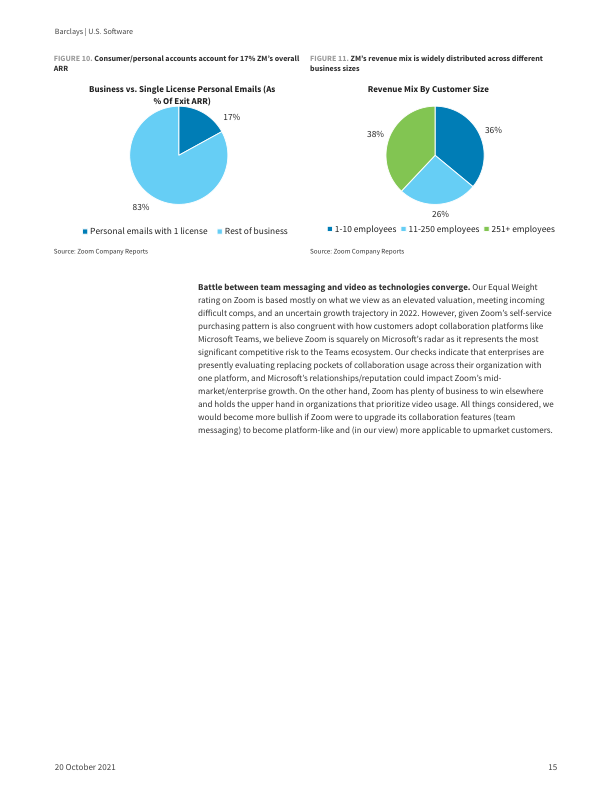 Barclays | U.S. Software
FIGURE 10. Consumer/personal accounts account for 17% ZM's overall
ARR
Business vs. Single License Personal Emails (As
% Of Exit ARR)
17%
83%
Personal emails with 1 license Rest of business
Source: Zoom Company Reports
FIGURE 11. ZM's revenue mix is widely distributed across different
business sizes
Revenue Mix By Customer Size
36%
38%
26%
1-10 employees 11-250 employees 251+ employees
Source: Zoom Company Reports
Battle between team messaging and video as technologies converge. Our Equal Weight
rating on Zoom is based mostly on what we view as an elevated valuation, meeting incoming
difficult comps, and an uncertain growth trajectory in 2022. However, given Zoom's self-service
purchasing pattern is also congruent with how customers adopt collaboration platforms like
Microsoft Teams, we believe Zoom is squarely on Microsoft's radar as it represents the most
significant competitive risk to the Teams ecosystem. Our checks indicate that enterprises are
presently evaluating replacing pockets of collaboration usage across their organization with
one platform, and Microsoft's relationships/reputation could impact Zoom's mid-
market/enterprise growth. On the other hand, Zoom has plenty of business to win elsewhere
and holds the upper hand in organizations that prioritize video usage. All things considered, we
would become more bullish if Zoom were to upgrade its collaboration features (team
messaging) to become platform-like and (in our view) more applicable to upmarket customers.
20 October 2021
15